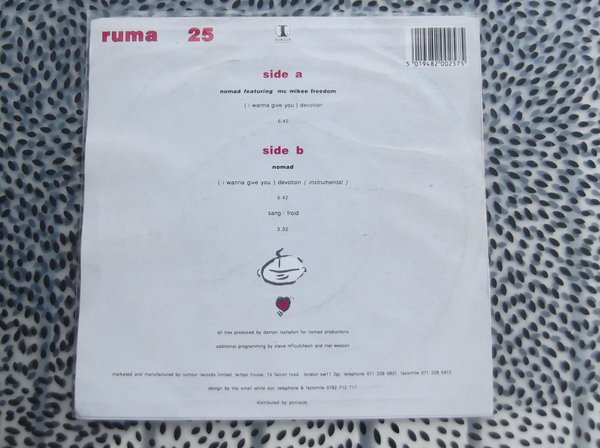 ruma 25
RUMOUR
5 019482 002575
side a
nomad featuring mc mikee freedom
( i wanna give you ) devotion
6:42
side b
nomad
( i wanna give you ) devotion ( instrumental )
6.42
sang - froid
3.32
all trax produced by damon rochefort for nomad productions
additional programming by steve mccutcheon and mel wesson
marketed and manufactured by rumour records limited, tempo house, 15 falcon road. london sw11 2pj telephone 071 228 6821 facsimile 071 228 6972
design by the small white dot, telephone & facsimile 0782 712 717
distributed by pinnacle